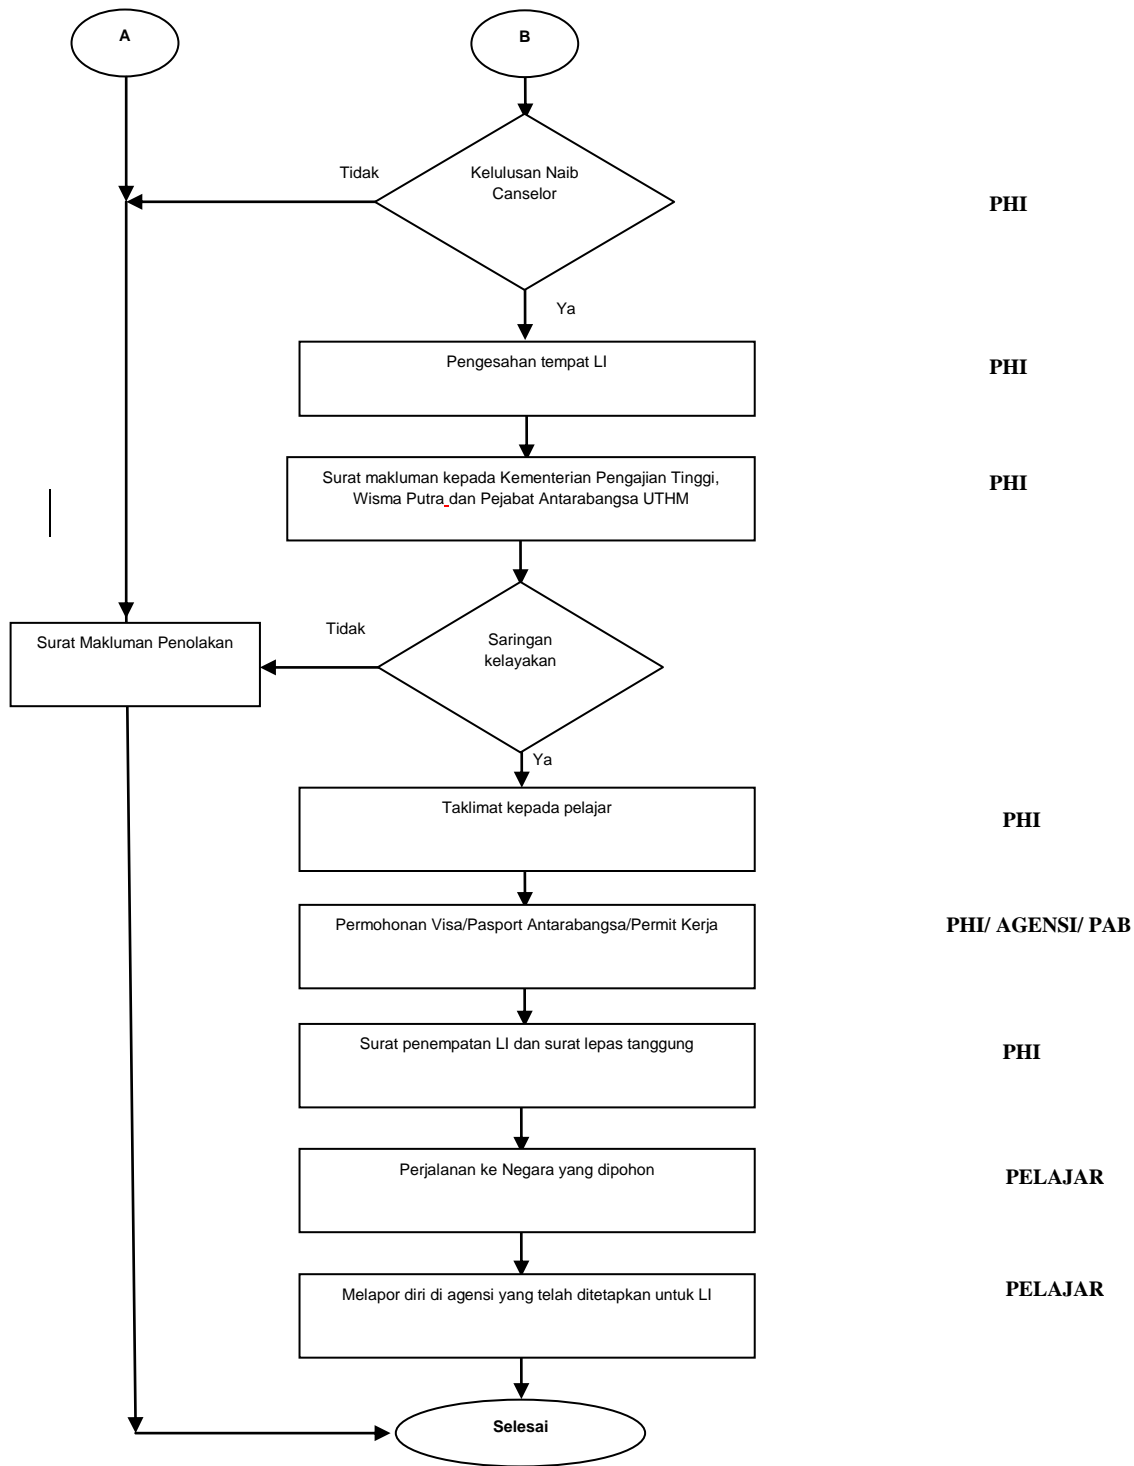 A
B
Tidak
Kelulusan Naib
Canselor
PHI
Ya
Pengesahan tempat LI
PHI
Surat makluman kepada Kementerian Pengajian Tinggi,
Wisma Putra dan Pejabat Antarabangsa UTHM
PHI
Surat Makluman Penolakan
Tidak
Saringan
kelayakan
Ya
Taklimat kepada pelajar
PHI
Permohonan Visa/Pasport Antarabangsa/Permit Kerja
PHI/ AGENSI/ PAB
Surat penempatan LI dan surat lepas tanggung
PHI
Perjalanan ke Negara yang dipohon
PELAJAR
Melapor diri di agensi yang telah ditetapkan untuk LI
PELAJAR
Selesai